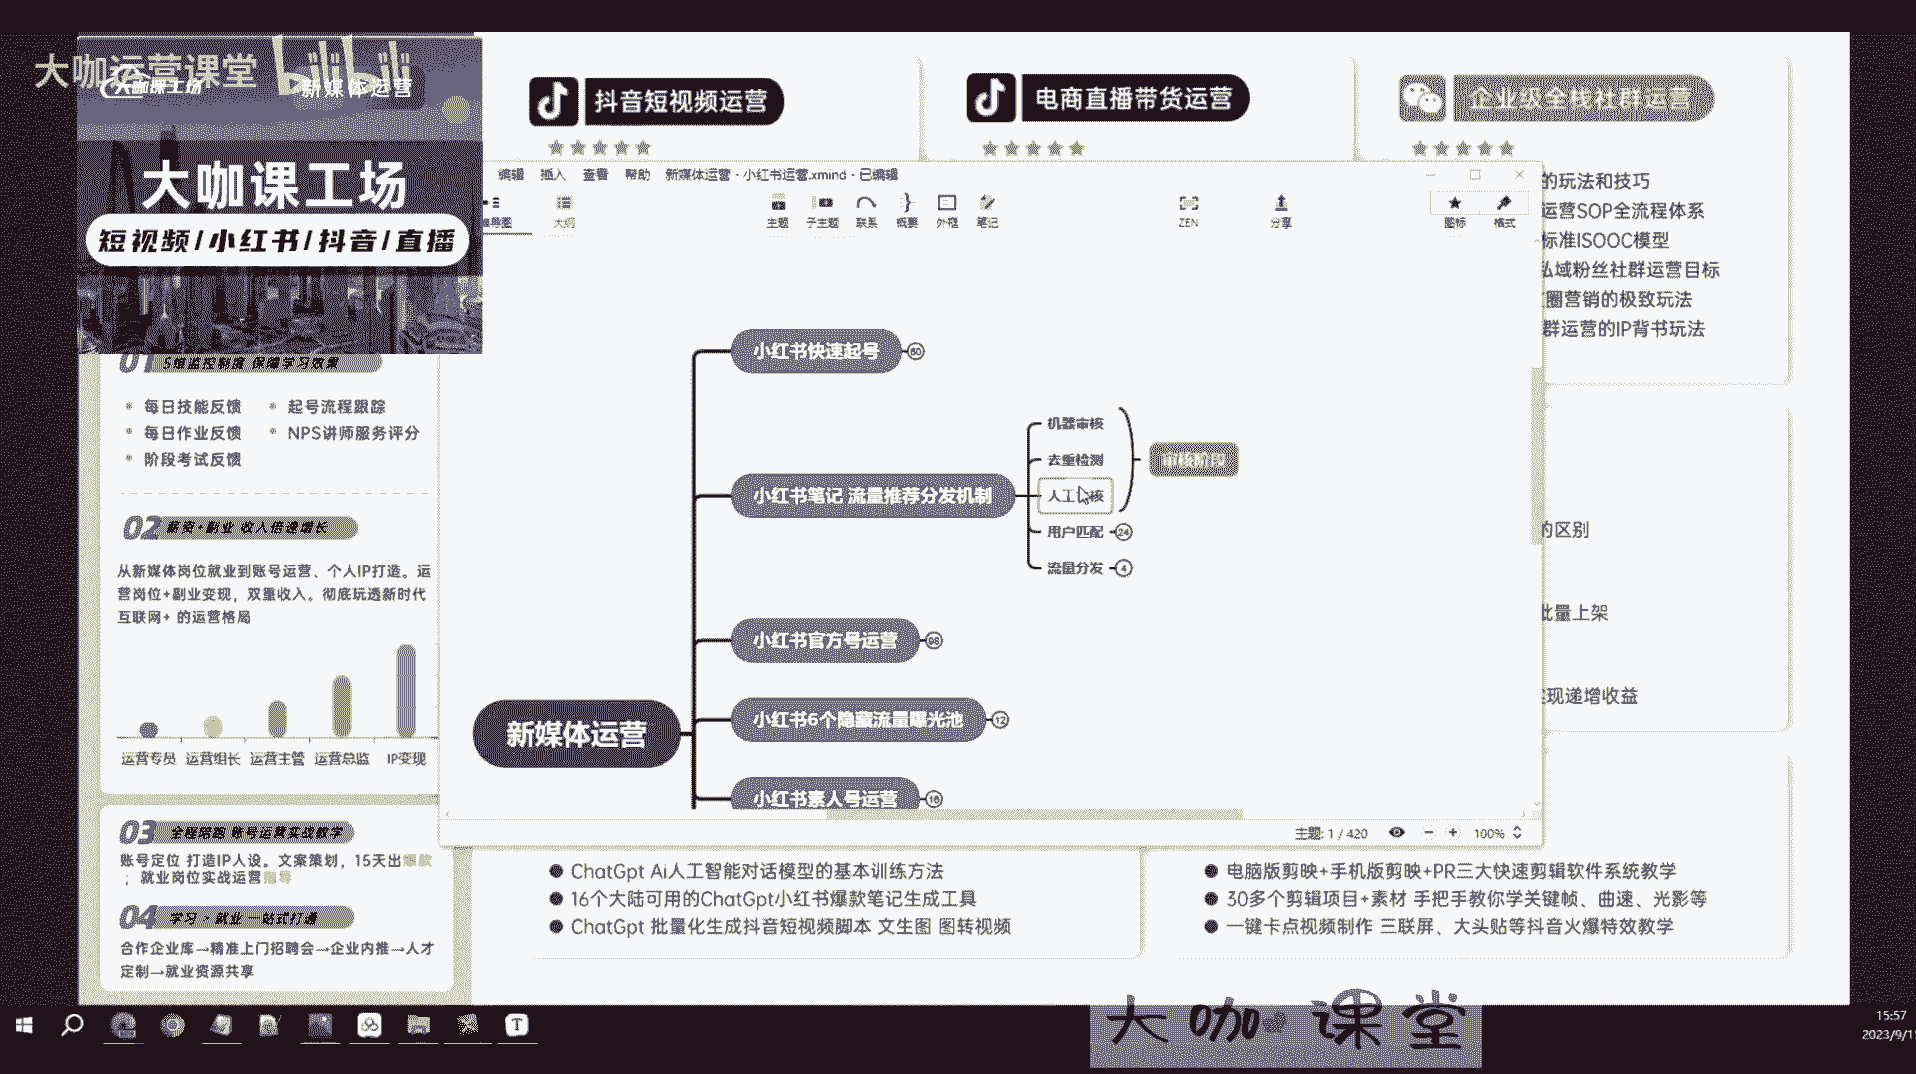 大咖运营课堂 bilibili
大咖课工场
新媒体运营
大咖课工场
短视频/小红书/抖音/直播
抖音短视频运营
电商直播带货运营
企业级全栈社群运营
编辑 插入 查看 帮助 新媒体运营 - 小红书运营.xmind - 已编辑
大纲
主题
子主题
联系
概要
外框
笔记
ZEN
分享
图标
格式
的玩法和技巧
运营SOP全流程体系
标准ISOOC模型
私域粉丝社群运营目标
圈营销的极致玩法
群运营的IP背书玩法
的区别
批量上架
实现递增收益
01 5维监控制度 保障学习效果
每日技能反馈
起号流程跟踪
每日作业反馈
NPS讲师服务评分
阶段考试反馈
02 薪资+副业 收入倍速增长
从新媒体岗位就业到账号运营、个人IP打造。运
营岗位+副业变现，双重收入。彻底玩透新时代
互联网+ 的运营格局
运营专员 运营组长 运营主管 运营总监 IP变现
03 全程陪跑 账号运营实战教学
账号定位 打造IP人设。文案策划，15天出爆款
；就业岗位实战运营指导
04 学习 > 就业 一站式打通
合作企业库→精准上门招聘会→企业内推→人才
定制→就业资源共享
新媒体运营
小红书快速起号 60
小红书笔记 流量推荐分发机制
机器审核
去重检测
人工审核
审核阶段
用户匹配 24
流量分发 4
小红书官方号运营 98
小红书6个隐藏流量曝光池 12
小红书素人号运营 16
主题: 1 / 420
100%
ChatGpt Ai人工智能对话模型的基本训练方法
16个大陆可用的ChatGpt小红书爆款笔记生成工具
ChatGpt 批量化生成抖音短视频脚本 文生图 图转视频
电脑版剪映+手机版剪映+PR三大快速剪辑软件系统教学
30多个剪辑项目+素材 手把手教你学关键帧、曲速、光影等
一键卡点视频制作 三联屏、大头贴等抖音火爆特效教学
大咖课堂
15:57